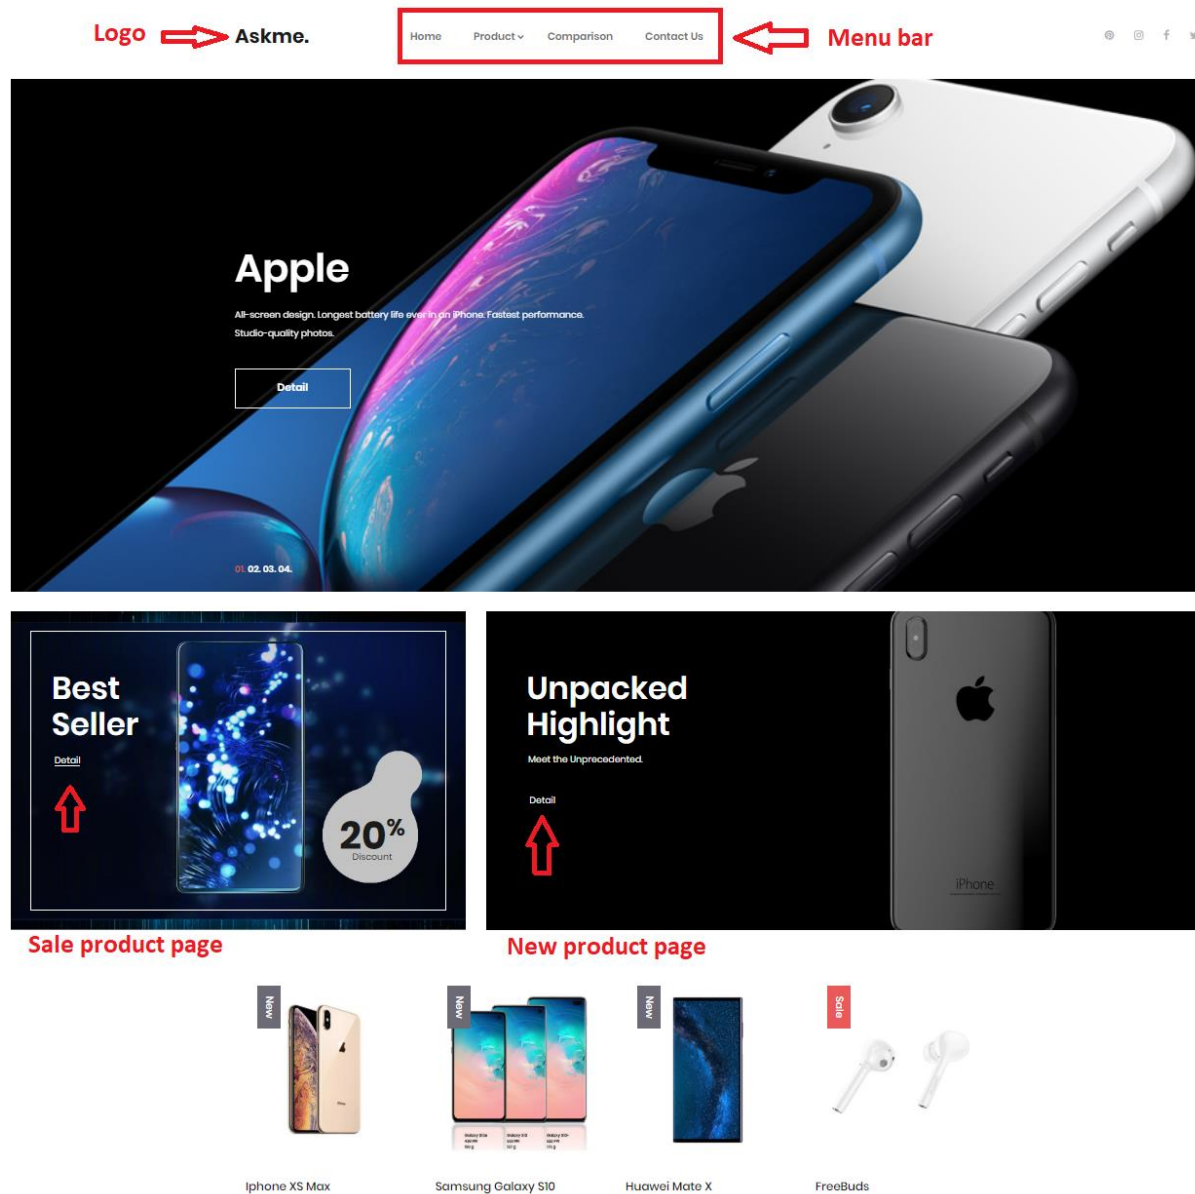 Logo
Askme.
Home Product Comparison Contact Us
Menu bar
Apple
All-screen design. Longest battery life ever in an iPhone. Fastest performance.
Studio-quality photos.
Detail
01. 02. 03. 04.
Best
Seller
Detail
20%
Discount
Unpacked
Highlight
Meet the Unprecedented.
Detail
iPhone
Sale product page
New product page
New
New
New
Sale
Iphone XS Max
Samsung Galaxy S10
Huawei Mate X
FreeBuds